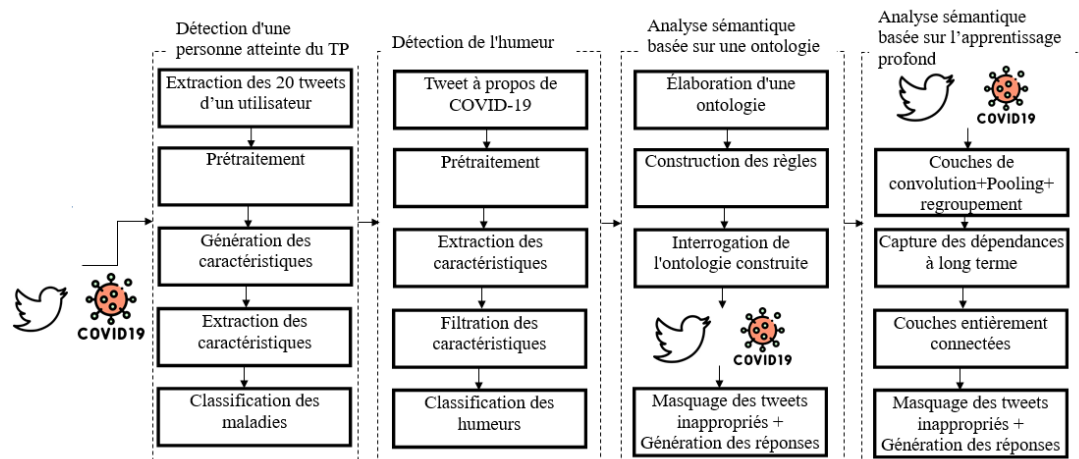 Détection d'une
personne atteinte du TP
Extraction des 20 tweets
d’un utilisateur
Prétraitement
Génération des
caractéristiques
Extraction des
caractéristiques
Classification des
maladies
COVID19
Détection de l'humeur
Tweet à propos de
COVID-19
Prétraitement
Extraction des
caractéristiques
Filtration des
caractéristiques
Classification des
humeurs
Analyse sémantique
basée sur une ontologie
Élaboration d'une
ontologie
Construction des règles
Interrogation de
l'ontologie construite
COVID19
Masquage des tweets
inappropriés +
Génération des réponses
Analyse sémantique
basée sur l’apprentissage
profond
COVID19
Couches de
convolution+Pooling+
regroupement
Capture des dépendances
à long terme
Couches entièrement
connectées
Masquage des tweets
inappropriés +
Génération des réponses